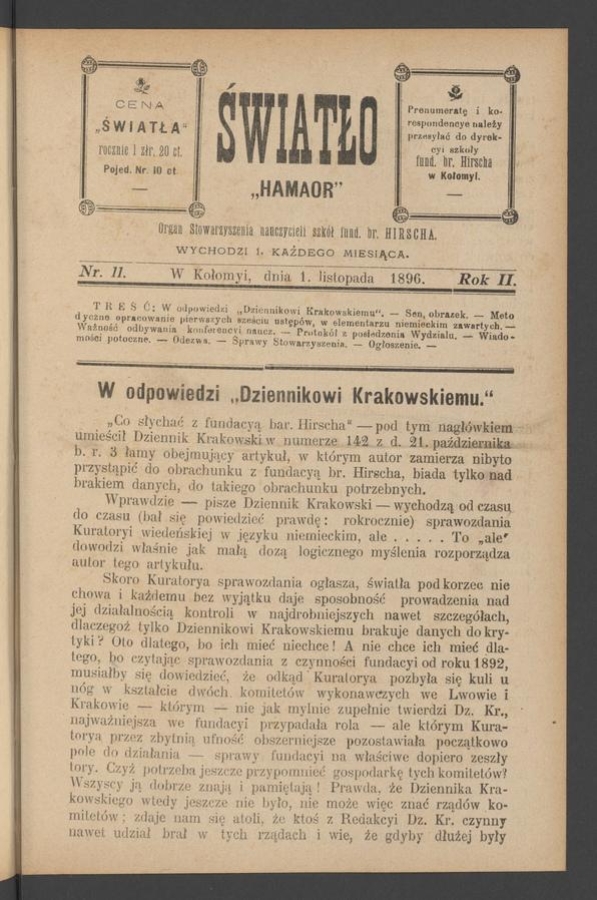 CENA
„ŚWIATŁA“
rocznie 1 złr. 20 ct.
Pojed. Nr. 10 ct
ŚWIATŁO
„HAMAOR”
Prenumeratę i ko-
respondencye należy
przesyłać do dyrek-
cyi szkoły
fund. br. Hirscha
w Kołomyi.
Organ Stowarzyszenia nauczycieli szkół fund. br. HIRSCHA.
WYCHODZI 1. KAŻDEGO MIESIĄCA.
Nr. 11. W Kołomyi, dnia 1. listopada 1896. Rok II.
TREŚĆ: W odpowiedzi „Dziennikowi Krakowskiemu“. — Sen, obrazek. — Meto
dyczne opracowanie pierwszych sześciu ustępów, w elementarzu niemieckim zawartych. —
Ważność odbywania konferencyi naucz. — Protokół z posiedzenia Wydziału. — Wiado-
mości potoczne. — Odezwa. — Sprawy Stowarzyszenia. — Ogłoszenie. —
W odpowiedzi „Dziennikowi Krakowskiemu.“
„Co słychać z fundacyą bar. Hirscha“ — pod tym nagłówkiem
umieścił Dziennik Krakowski w numerze 142 z d. 21. października
b. r. 3 łamy obejmujący artykuł, w którym autor zamierza nibyto
przystąpić do obrachunku z fundacyą br. Hirscha, biada tylko nad
brakiem danych, do takiego obrachunku potrzebnych.
Wprawdzie — pisze Dziennik Krakowski — wychodzą od czasu
do czasu (bał się powiedzieć prawdę: rokrocznie) sprawozdania
Kuratoryi wiedeńskiej w języku niemieckim, ale . . . . . To „ale“
dowodzi właśnie jak małą dozą logicznego myślenia rozporządza
autor tego artykułu.
Skoro Kuratorya sprawozdania ogłasza, światła pod korzec nie
chowa i każdemu bez wyjątku daje sposobność prowadzenia nad
jej działalnością kontroli w najdrobniejszych nawet szczegółach,
dlaczegoż tylko Dziennikowi Krakowskiemu brakuje danych do kry-
tyki? Oto dlatego, bo ich mieć niechce! A nie chce ich mieć dla-
tego, bo czytając sprawozdania z czynności fundacyi od roku 1892,
musiałby się dowiedzieć, że odkąd Kuratorya pozbyła się kuli u
nóg w kształcie dwóch komitetów wykonawczych we Lwowie i
Krakowie — którym — nie jak mylnie zupełnie twierdzi Dz. Kr.,
najważniejsza we fundacyi przypadała rola — ale którym Kura-
torya przez zbytnią ufność obszerniejsze pozostawiała początkowo
pole do działania — sprawy fundacyi na właściwe dopiero zeszły
tory. Czyż potrzeba jeszcze przypomnieć gospodarkę tych komitetów?
Wszyscy ją dobrze znają i pamiętają! Prawda, że Dziennika Kra-
kowskiego wtedy jeszcze nie było, nie może więc znać rządów ko-
mitetów; zdaje nam się atoli, że ktoś z Redakcyi Dz. Kr. czynny
nawet udział brał w tych rządach i wie, że gdyby dłużej były